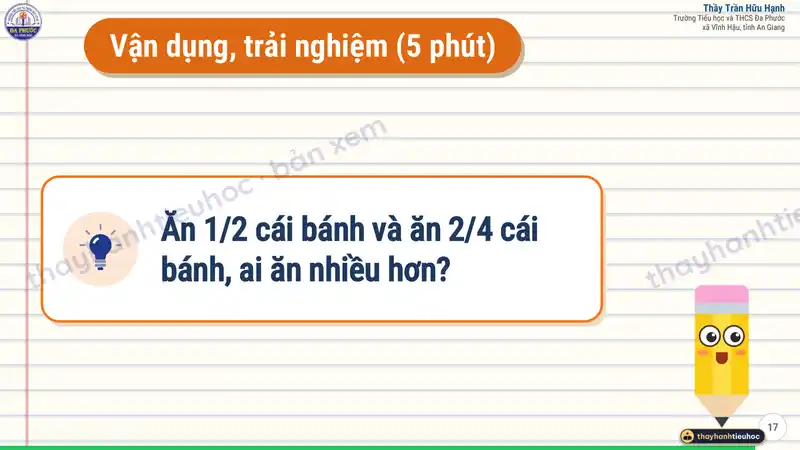 ĐA PHƯỚC
Thầy Trần Hữu Hạnh
Trường Tiểu học và THCS Đa Phước
xã Vĩnh Hậu, tỉnh An Giang
Vận dụng, trải nghiệm (5 phút)
thayhanhtieuhoc · bản xem
Ăn 1/2 cái bánh và ăn 2/4 cái
bánh, ai ăn nhiều hơn?
thayhanhtie
17
thayhanhtieuhoc